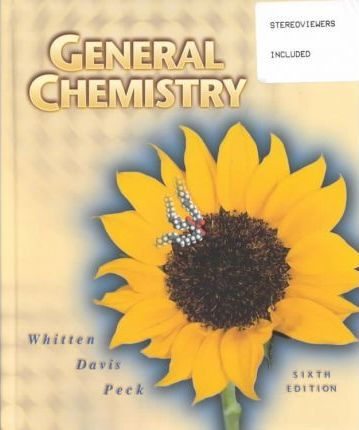 STEREOVIEWERS
INCLUDED
GENERAL
CHEMISTRY
Whitten
Davis
Peck
SIXTH
EDITION